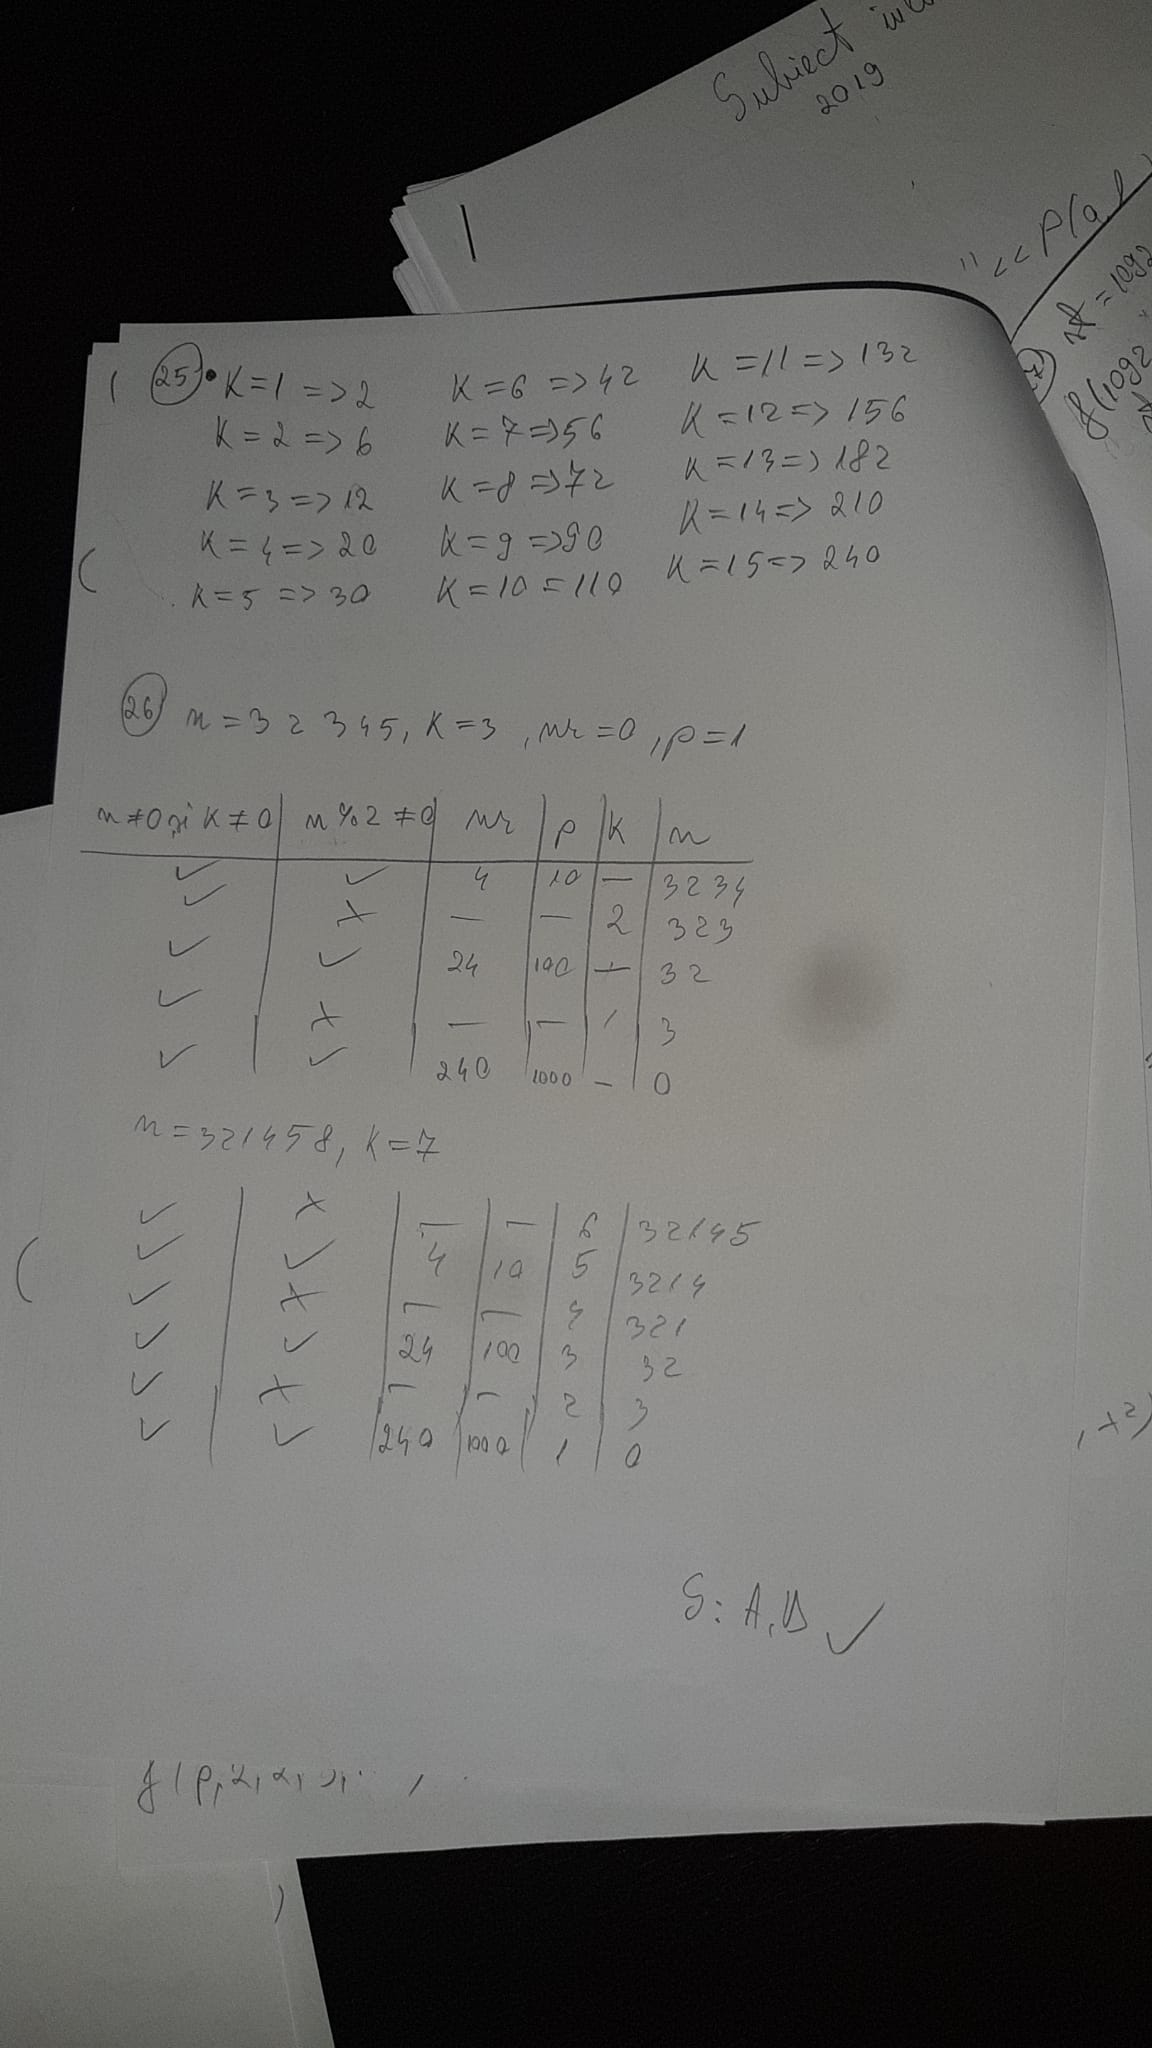 Subiect
2019
" << P(a,
x = log2
f(log2
25 • K=1 => 2 K=6 => 42 K=11 => 132
K=2 => 6 K=7 => 56 K=12 => 156
K=3 => 12 K=8 => 72 K=13 => 182
K=4 => 20 K=9 => 90 K=14 => 210
K=5 => 30 K=10 = 110 K=15 => 240
26 n=32345, K=3, nr=0, p=1
n≠0 și K≠0 | n%2≠0 | nr | p | K | n
✓ ✓ 4 10 — 3234
✓ X — — 2 323
✓ ✓ 24 100 — 32
✓ X — — 1 3
✓ ✓ 240 1000 — 0
n=321458, K=7
✓ X — — 6 32145
✓ ✓ 4 10 5 3214
✓ X — — 4 321
✓ ✓ 24 100 3 32
✓ X — — 2 3
✓ ✓ 240 1000 1 0
, x²)
S: A, B ✓
f(p,